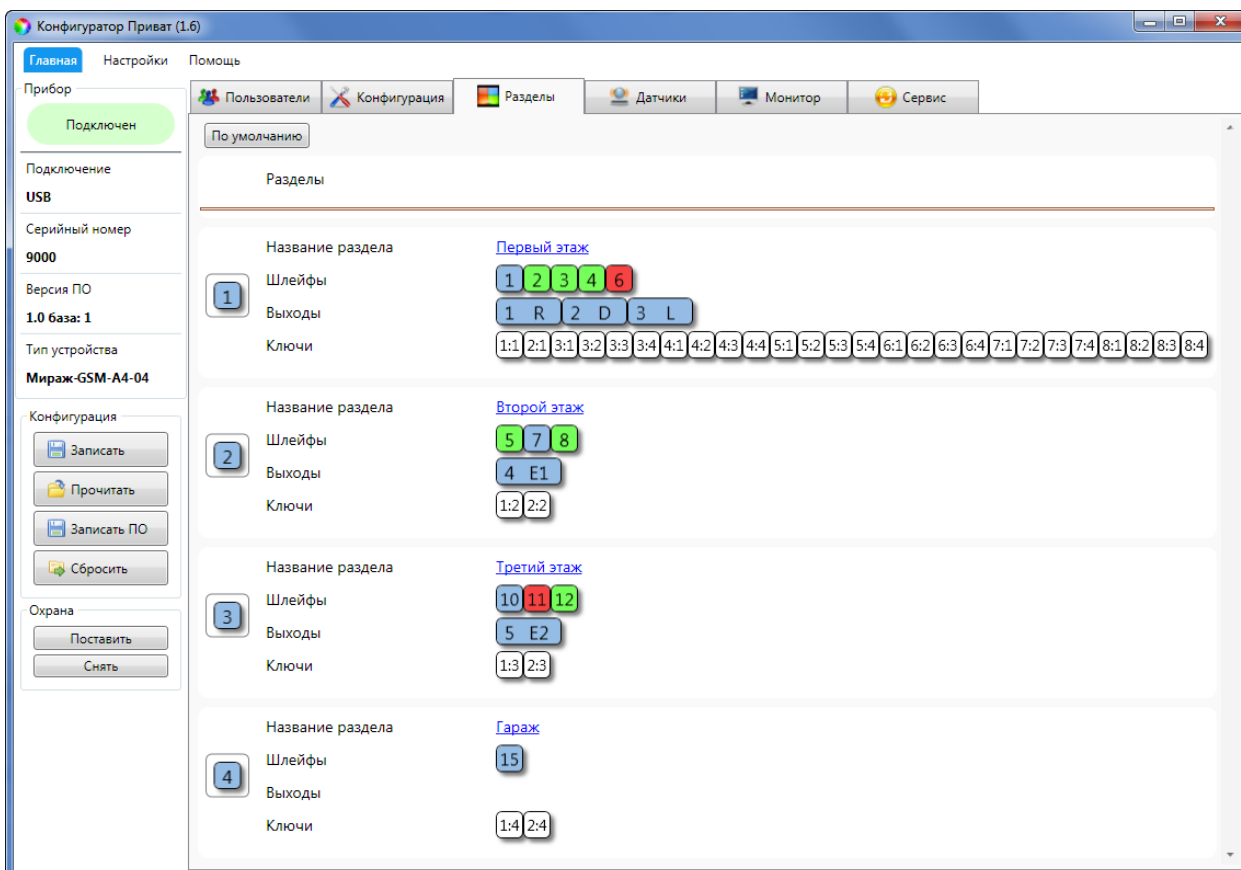 Конфигуратор Приват (1.6)
Главная Настройки Помощь
Прибор
Подключен
Подключение
USB
Серийный номер
9000
Версия ПО
1.0 база: 1
Тип устройства
Мираж-GSM-A4-04
Конфигурация
Записать
Прочитать
Записать ПО
Сбросить
Охрана
Поставить
Снять
Пользователи Конфигурация Разделы Датчики Монитор Сервис
По умолчанию
Разделы
1
Название раздела Первый этаж
Шлейфы 1 2 3 4 6
Выходы 1 R 2 D 3 L
Ключи 1:1 2:1 3:1 3:2 3:3 3:4 4:1 4:2 4:3 4:4 5:1 5:2 5:3 5:4 6:1 6:2 6:3 6:4 7:1 7:2 7:3 7:4 8:1 8:2 8:3 8:4
2
Название раздела Второй этаж
Шлейфы 5 7 8
Выходы 4 E1
Ключи 1:2 2:2
3
Название раздела Третий этаж
Шлейфы 10 11 12
Выходы 5 E2
Ключи 1:3 2:3
4
Название раздела Гараж
Шлейфы 15
Выходы
Ключи 1:4 2:4